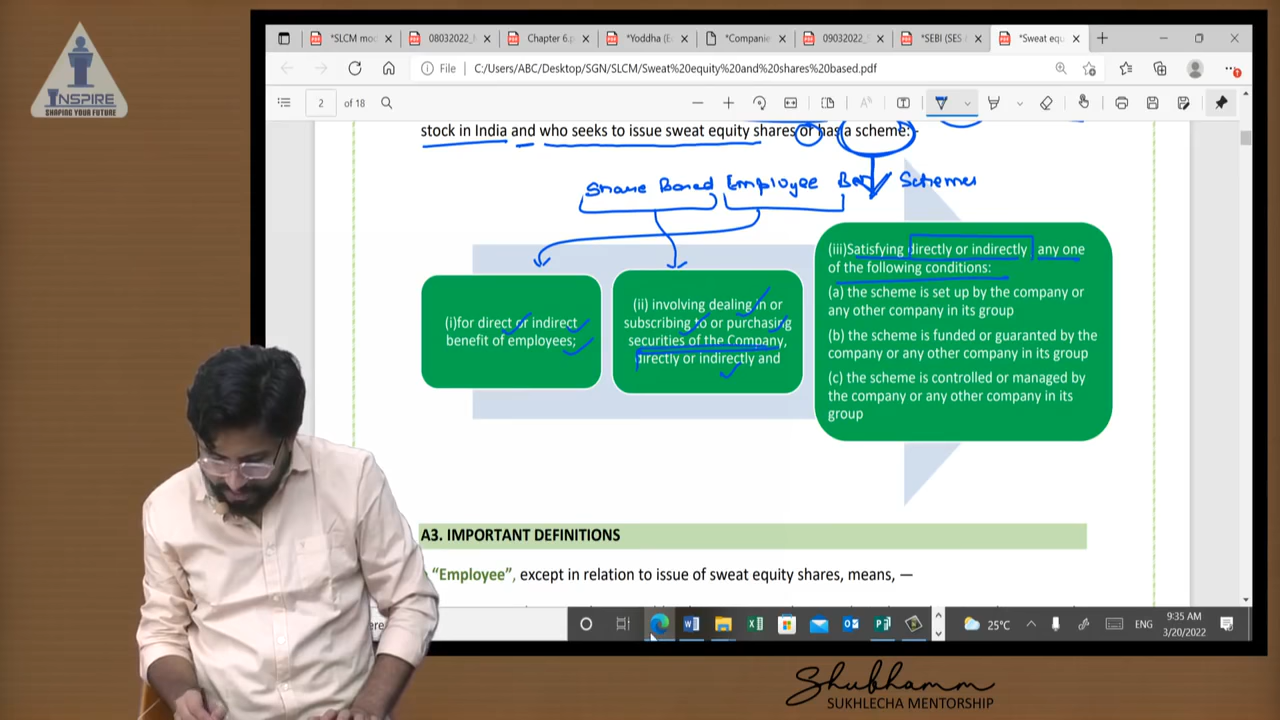 INSPIRE
SHAPING YOUR FUTURE
*SLCM mo
08032022_
Chapter 6.p
*Yoddha (E
*Companie
09032022_
*SEBI (SES
*Sweat equ
File
C:/Users/ABC/Desktop/SGN/SLCM/Sweat%20equity%20and%20shares%20based.pdf
2 of 18
stock in India and who seeks to issue sweat equity shares or has a scheme:-
Share Based Employee Schemes
(i)for direct or indirect
benefit of employees;
(ii) involving dealing in or
subscribing to or purchasing
securities of the Company,
directly or indirectly and
(iii)Satisfying directly or indirectly any one
of the following conditions:
(a) the scheme is set up by the company or
any other company in its group
(b) the scheme is funded or guaranted by the
company or any other company in its group
(c) the scheme is controlled or managed by
the company or any other company in its
group
A3. IMPORTANT DEFINITIONS
“Employee”, except in relation to issue of sweat equity shares, means, —
ere
25°C
ENG
9:35 AM
3/20/2022
Shubhamm
SUKHLECHA MENTORSHIP